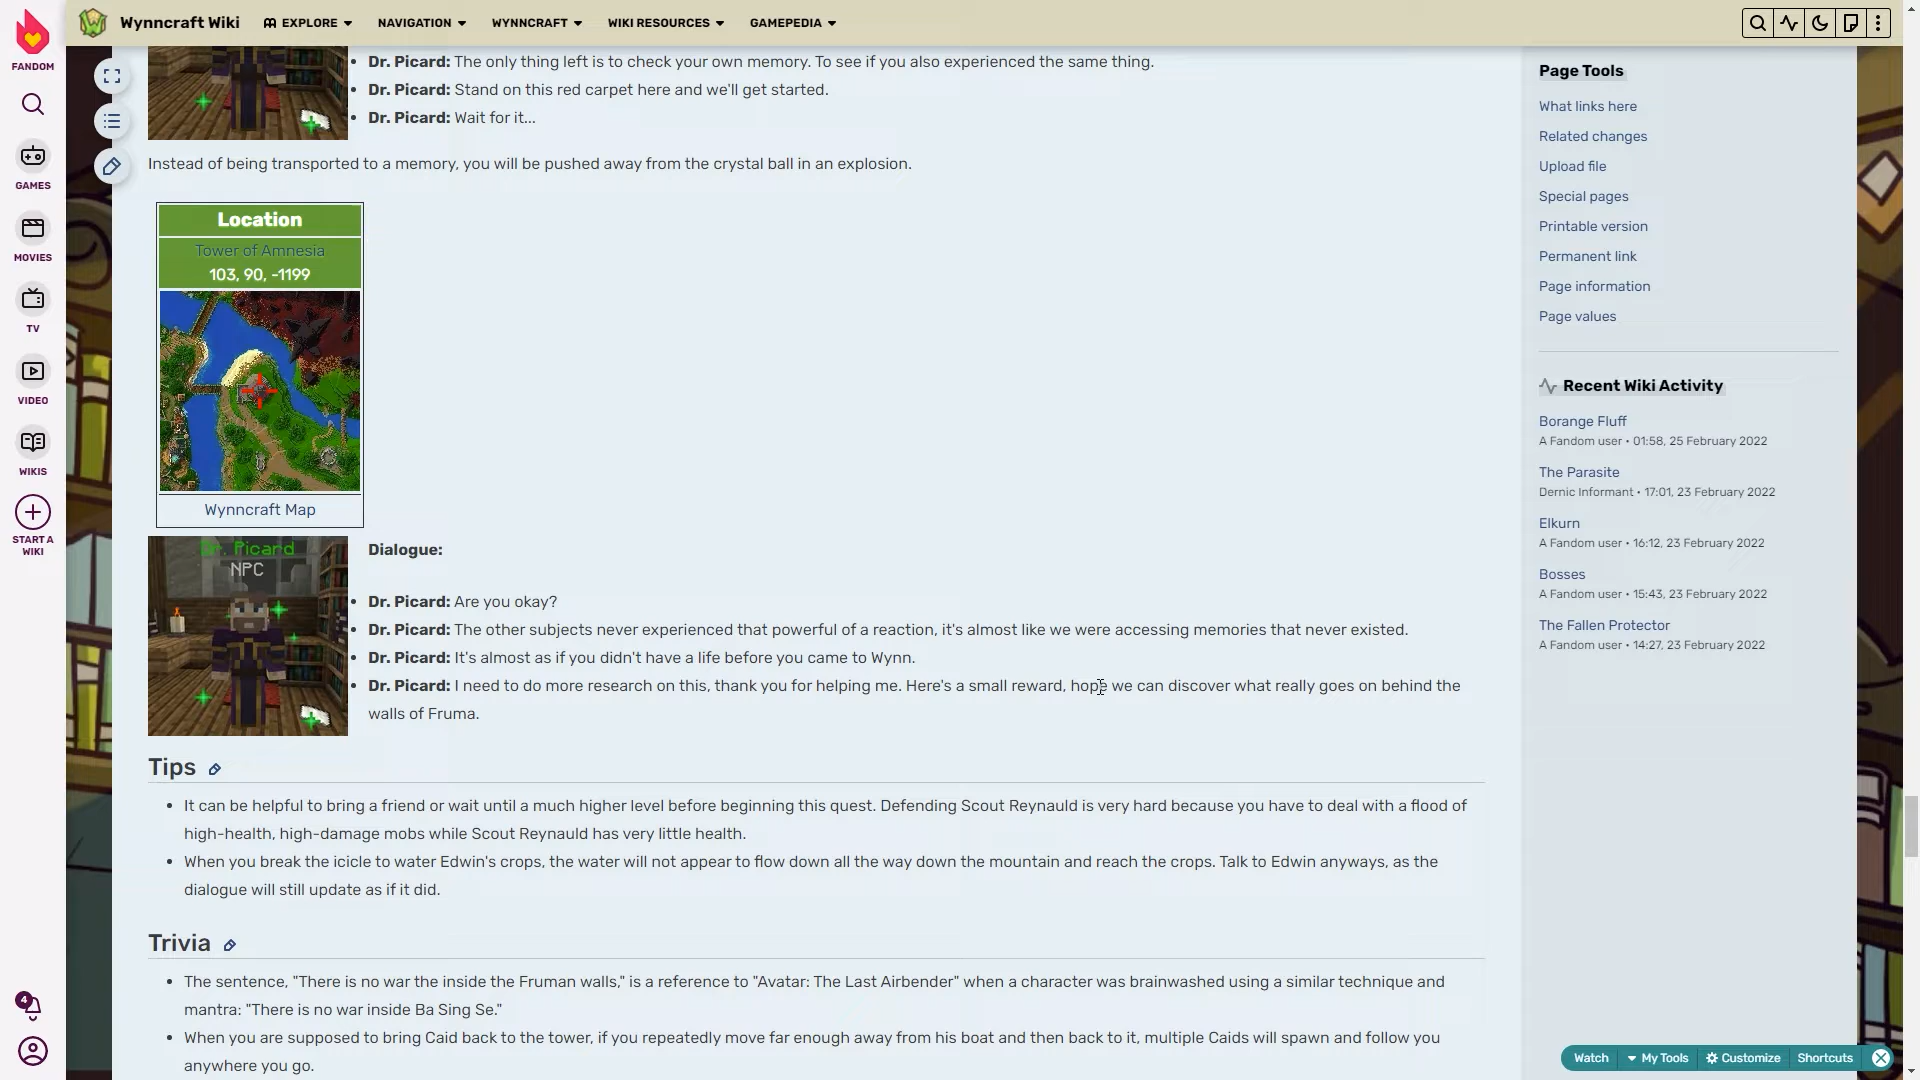 Wynncraft Wiki
EXPLORE
NAVIGATION
WYNNCRAFT
WIKI RESOURCES
GAMEPEDIA
FANDOM
GAMES
MOVIES
TV
VIDEO
WIKIS
START A
WIKI
4
Dr. Picard: The only thing left is to check your own memory. To see if you also experienced the same thing.
Dr. Picard: Stand on this red carpet here and we'll get started.
Dr. Picard: Wait for it...
Instead of being transported to a memory, you will be pushed away from the crystal ball in an explosion.
Location
Tower of Amnesia
103, 90, -1199
Wynncraft Map
Dr. Picard
NPC
Dialogue:
Dr. Picard: Are you okay?
Dr. Picard: The other subjects never experienced that powerful of a reaction, it's almost like we were accessing memories that never existed.
Dr. Picard: It's almost as if you didn't have a life before you came to Wynn.
Dr. Picard: I need to do more research on this, thank you for helping me. Here's a small reward, hope we can discover what really goes on behind the
walls of Fruma.
Tips
It can be helpful to bring a friend or wait until a much higher level before beginning this quest. Defending Scout Reynauld is very hard because you have to deal with a flood of
high-health, high-damage mobs while Scout Reynauld has very little health.
When you break the icicle to water Edwin's crops, the water will not appear to flow down all the way down the mountain and reach the crops. Talk to Edwin anyways, as the
dialogue will still update as if it did.
Trivia
The sentence, "There is no war the inside the Fruman walls," is a reference to "Avatar: The Last Airbender" when a character was brainwashed using a similar technique and
mantra: "There is no war inside Ba Sing Se."
When you are supposed to bring Caid back to the tower, if you repeatedly move far enough away from his boat and then back to it, multiple Caids will spawn and follow you
anywhere you go.
Page Tools
What links here
Related changes
Upload file
Special pages
Printable version
Permanent link
Page information
Page values
Recent Wiki Activity
Borange Fluff
A Fandom user • 01:58, 25 February 2022
The Parasite
Dernic Informant • 17:01, 23 February 2022
Elkurn
A Fandom user • 16:12, 23 February 2022
Bosses
A Fandom user • 15:43, 23 February 2022
The Fallen Protector
A Fandom user • 14:27, 23 February 2022
Watch
My Tools
Customize
Shortcuts